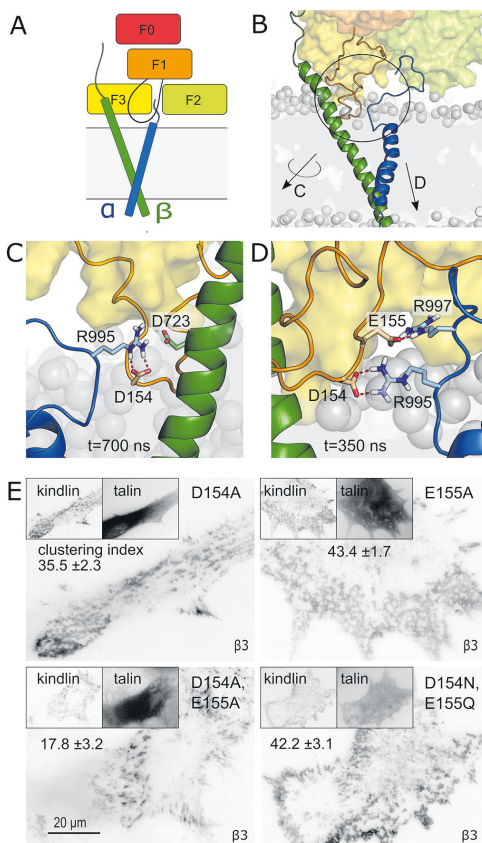 A
F0
F1
F3
F2
α
β
B
C
D
C
R995
D723
D154
t=700 ns
D
R997
E155
D154
R995
t=350 ns
E
kindlin
talin
D154A
clustering index
35.5 ±2.3
β3
kindlin
talin
E155A
43.4 ±1.7
β3
kindlin
talin
D154A,
E155A
17.8 ±3.2
20 µm
β3
kindlin
talin
D154N,
E155Q
42.2 ±3.1
β3